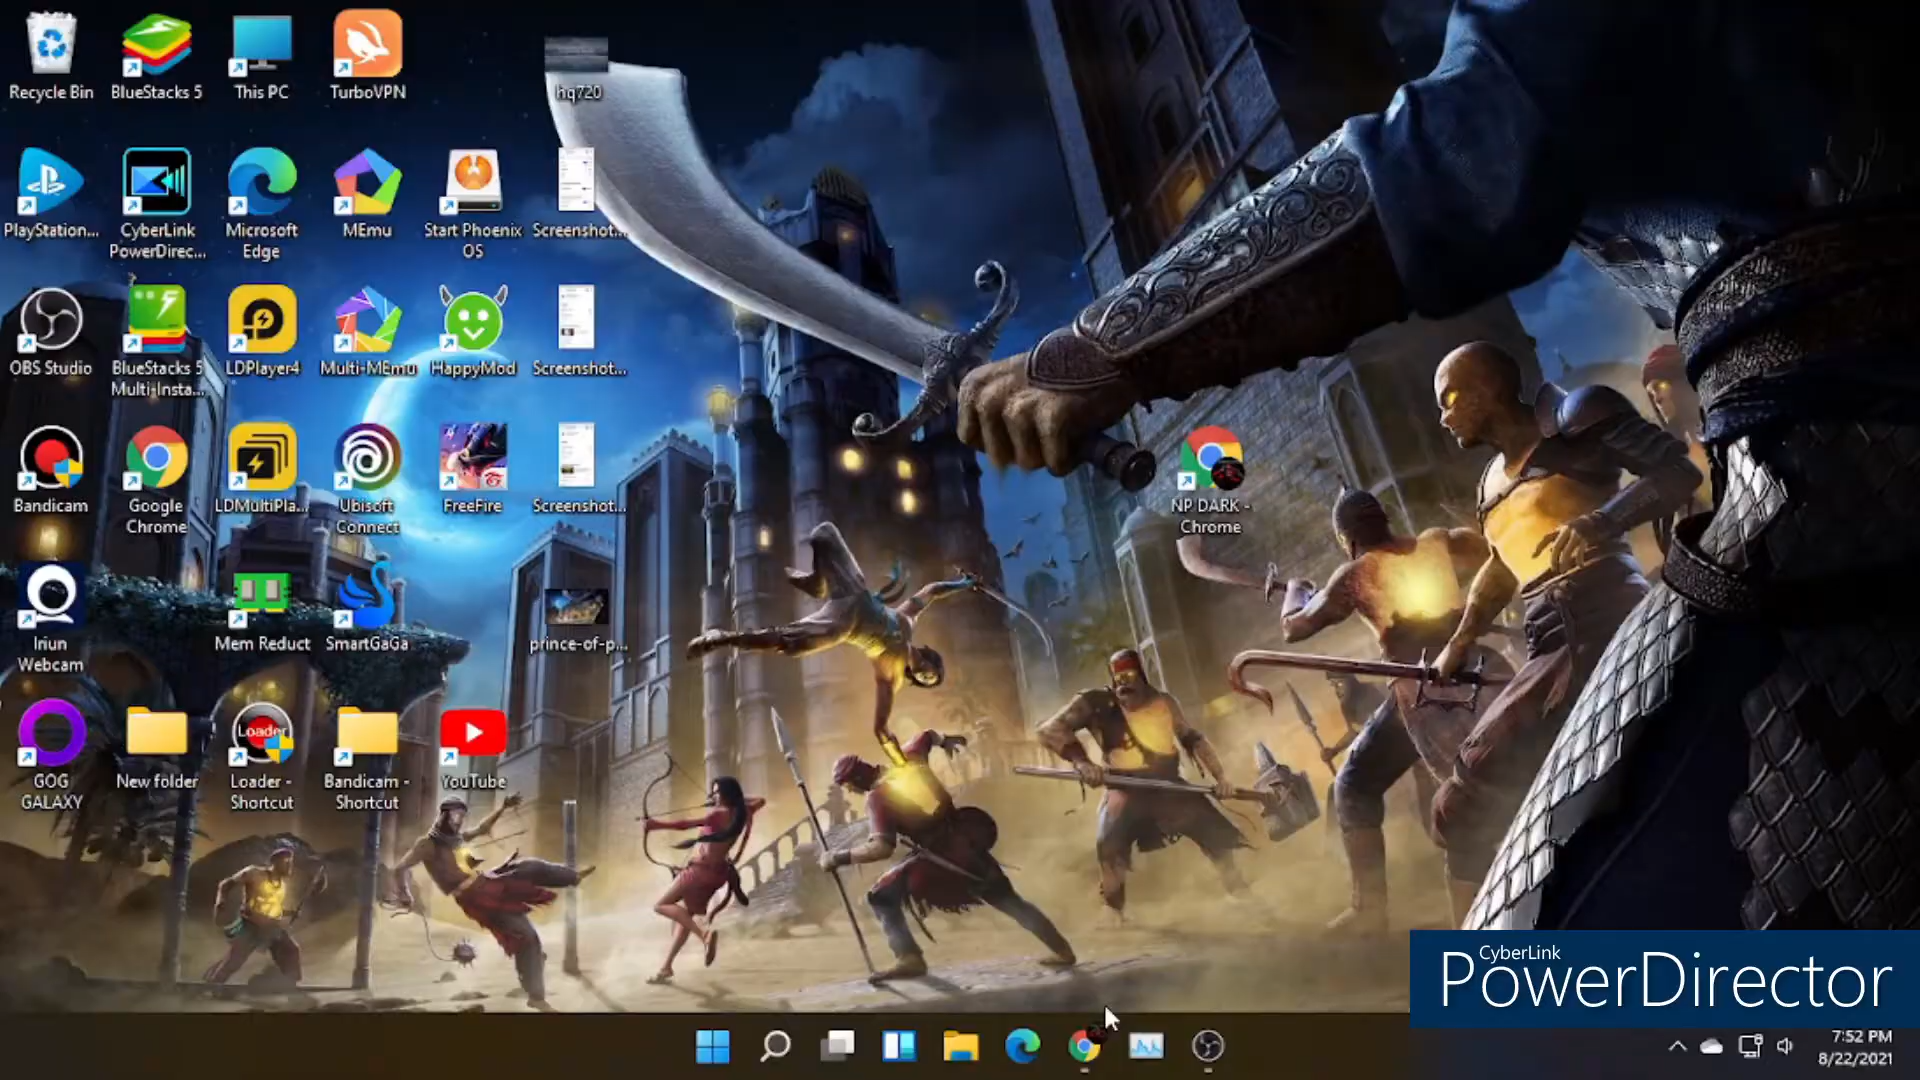 Recycle Bin
BlueStacks 5
This PC
TurboVPN
hq720
PlayStation...
CyberLink
PowerDirec...
Microsoft
Edge
MEmu
Start Phoenix
OS
Screenshot...
OBS Studio
BlueStacks 5
Multi-Insta...
LDPlayer4
Multi-MEmu
HappyMod
Screenshot...
Bandicam
Google
Chrome
LDMultiPla...
Ubisoft
Connect
FreeFire
Screenshot...
NP DARK -
Chrome
Iriun
Webcam
Mem Reduct
SmartGaGa
prince-of-p...
GOG
GALAXY
New folder
Loader
Loader -
Shortcut
Bandicam -
Shortcut
YouTube
CyberLink
PowerDirector
7:52 PM
8/22/2021